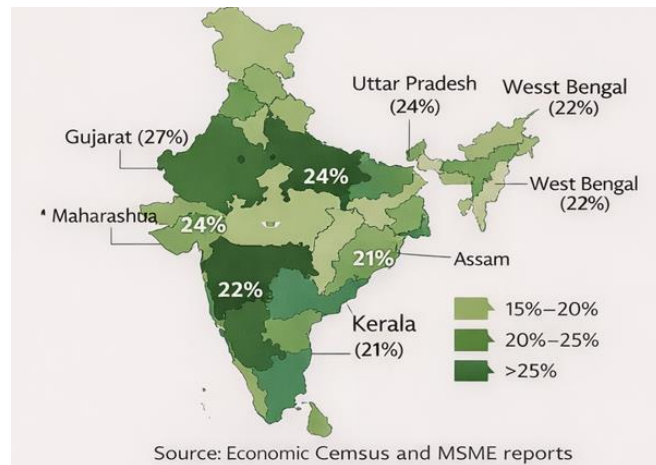 Uttar Pradesh
(24%)
Wesst Bengal
(22%)
Gujarat (27%)
24%
West Bengal
(22%)
Maharashua
24%
21%
Assam
22%
15%–20%
Kerala
(21%)
20%–25%
>25%
Source: Economic Cemsus and MSME reports